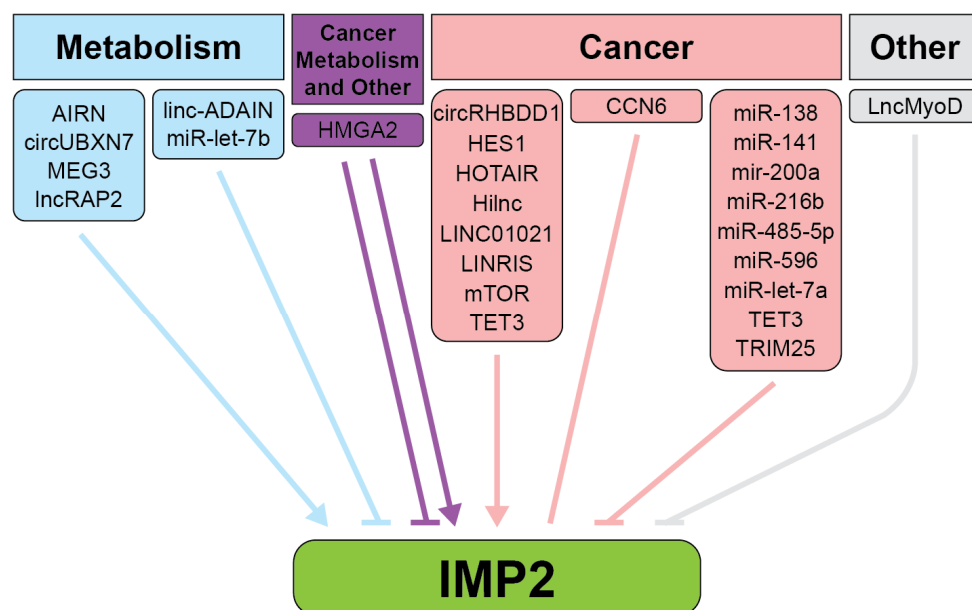 Metabolism
AIRN
circUBXN7
MEG3
lncRAP2
linc-ADAIN
miR-let-7b
Cancer
Metabolism
and Other
HMGA2
Cancer
circRHBDD1
HES1
HOTAIR
Hilnc
LINC01021
LINRIS
mTOR
TET3
CCN6
miR-138
miR-141
mir-200a
miR-216b
miR-485-5p
miR-596
miR-let-7a
TET3
TRIM25
Other
LncMyoD
IMP2